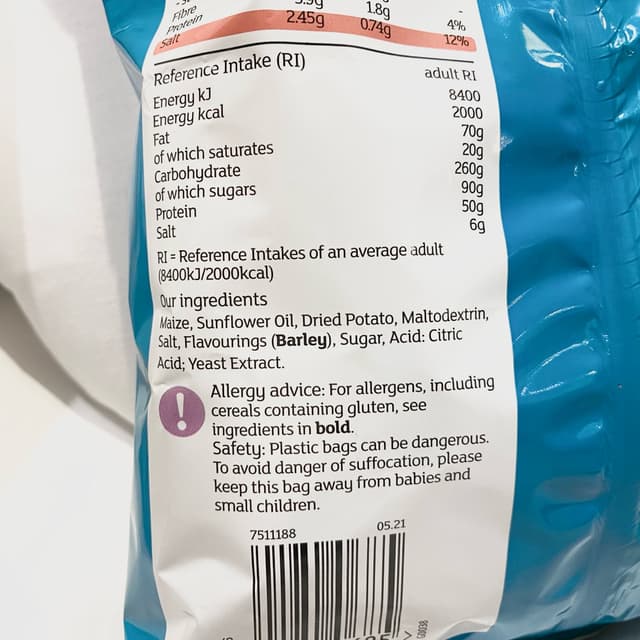 Fibre
Protein 1.8g 4%
Salt 2.45g 0.74g 12%
Reference Intake (RI) adult RI
Energy kJ 8400
Energy kcal 2000
Fat 70g
of which saturates 20g
Carbohydrate 260g
of which sugars 90g
Protein 50g
Salt 6g
RI = Reference Intakes of an average adult
(8400kJ/2000kcal)
Our ingredients
Maize, Sunflower Oil, Dried Potato, Maltodextrin,
Salt, Flavourings (Barley), Sugar, Acid: Citric
Acid; Yeast Extract.
! Allergy advice: For allergens, including
cereals containing gluten, see
ingredients in bold.
Safety: Plastic bags can be dangerous.
To avoid danger of suffocation, please
keep this bag away from babies and
small children.
7511188 05.21